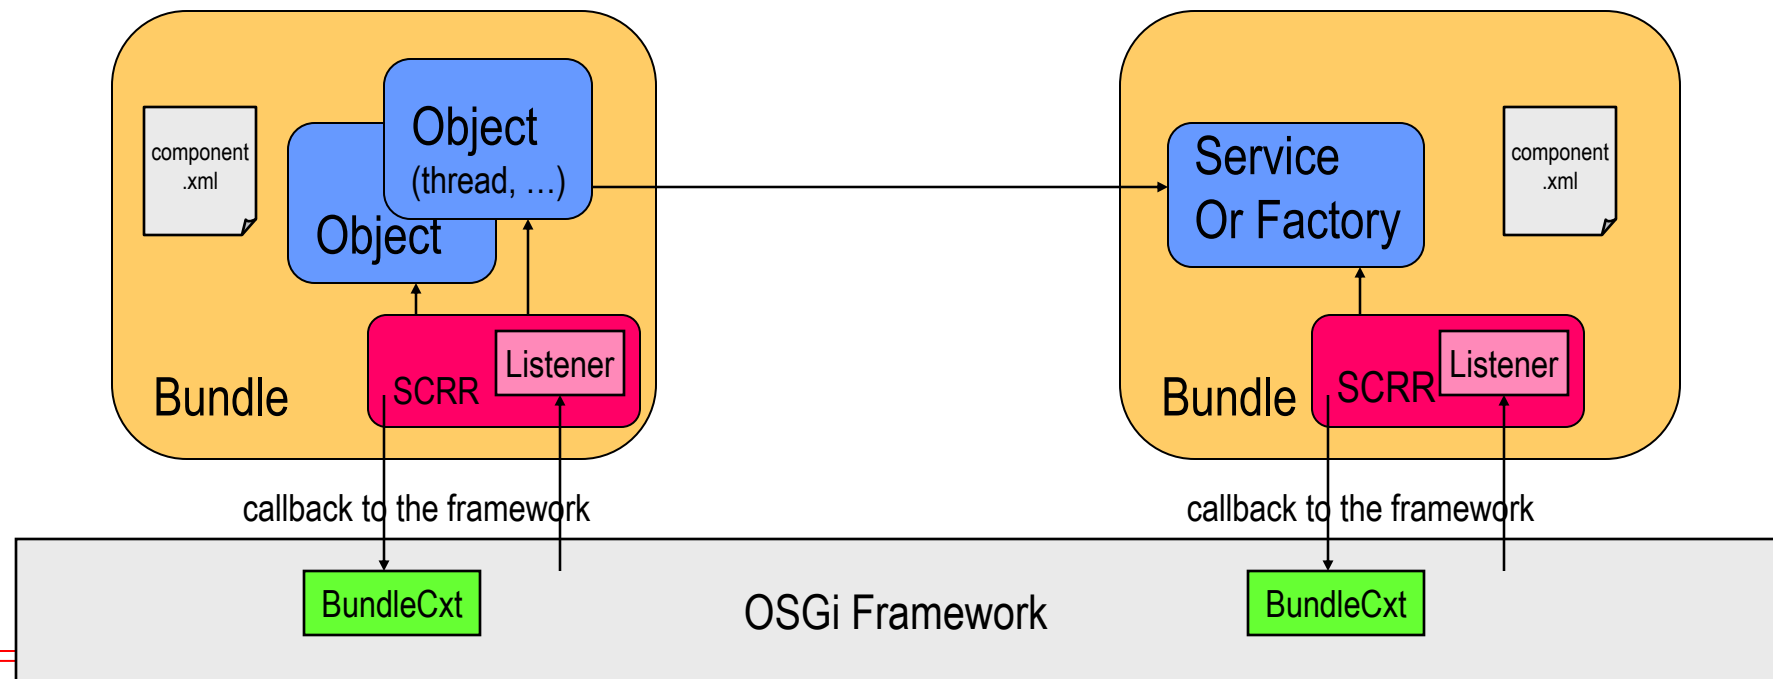 component
.xml
Object
(thread, ...)
Object
Listener
SCRR
Bundle
Service
Or Factory
component
.xml
Listener
SCRR
Bundle
callback to the framework
callback to the framework
BundleCxt
OSGi Framework
BundleCxt